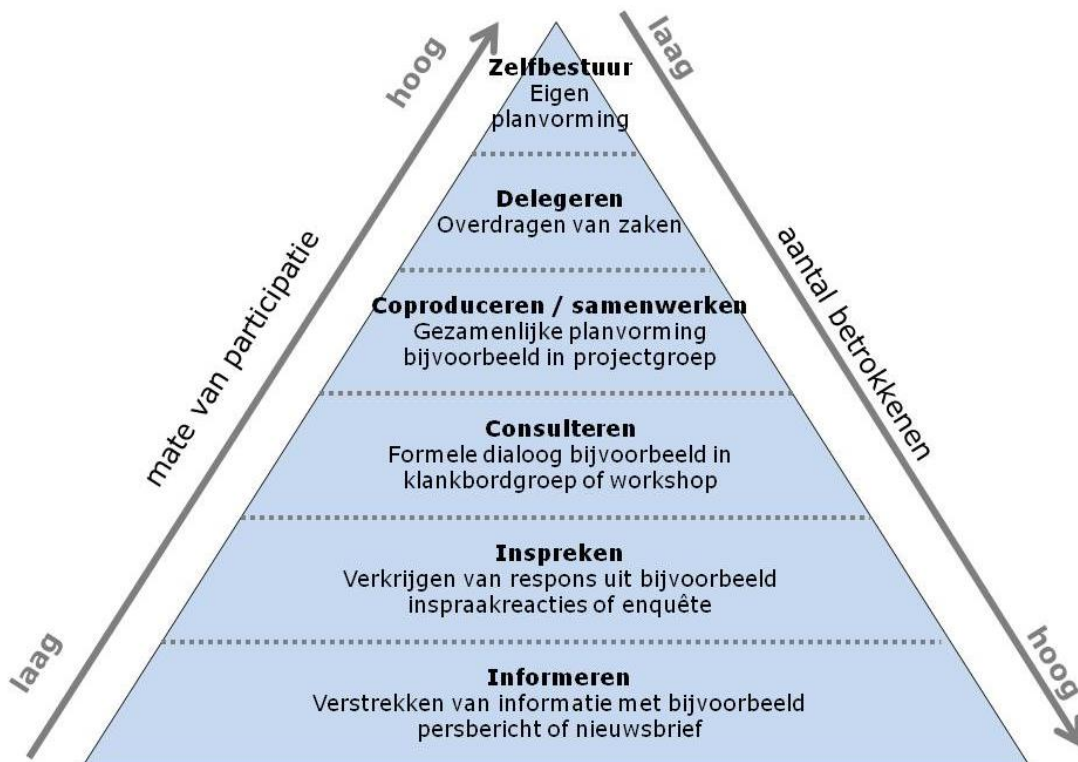 hoog
laag
Zelfbestuur
Eigen
planvorming
Delegeren
Overdragen van zaken
mate van participatie
aantal betrokkenen
Coproduceren / samenwerken
Gezamenlijke planvorming
bijvoorbeeld in projectgroep
Consulteren
Formele dialoog bijvoorbeeld in
klankbordgroep of workshop
Inspreken
Verkrijgen van respons uit bijvoorbeeld
inspraakreacties of enquête
laag
hoog
Informeren
Verstrekken van informatie met bijvoorbeeld
persbericht of nieuwsbrief